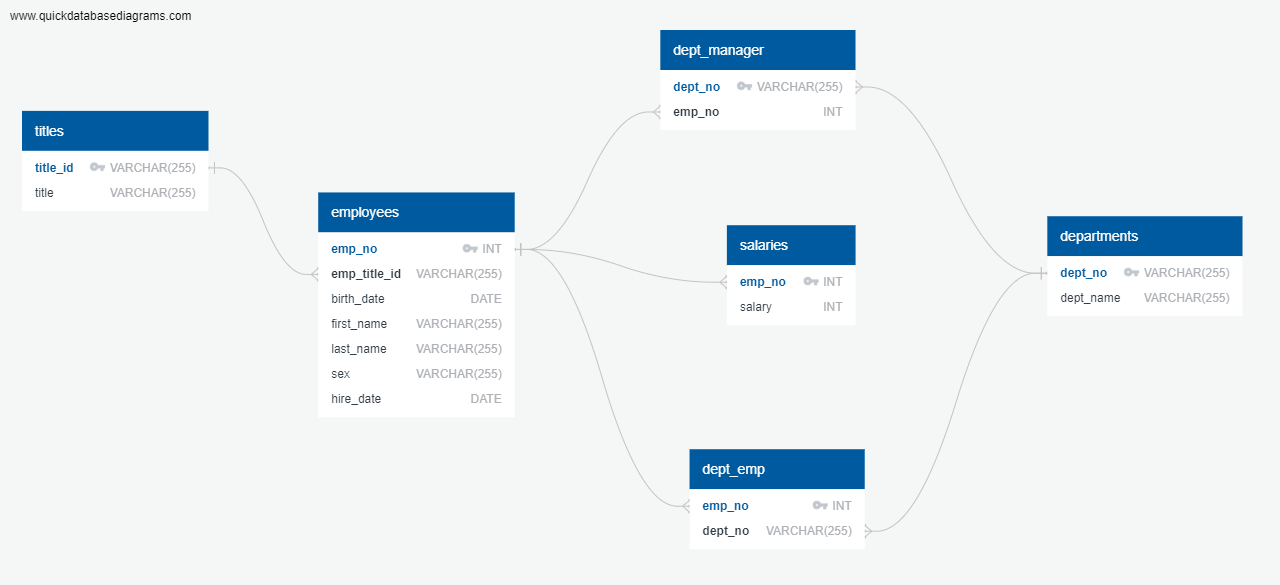 www.quickdatabasediagrams.com
titles
title_id VARCHAR(255)
title VARCHAR(255)
employees
emp_no INT
emp_title_id VARCHAR(255)
birth_date DATE
first_name VARCHAR(255)
last_name VARCHAR(255)
sex VARCHAR(255)
hire_date DATE
dept_manager
dept_no VARCHAR(255)
emp_no INT
salaries
emp_no INT
salary INT
dept_emp
emp_no INT
dept_no VARCHAR(255)
departments
dept_no VARCHAR(255)
dept_name VARCHAR(255)